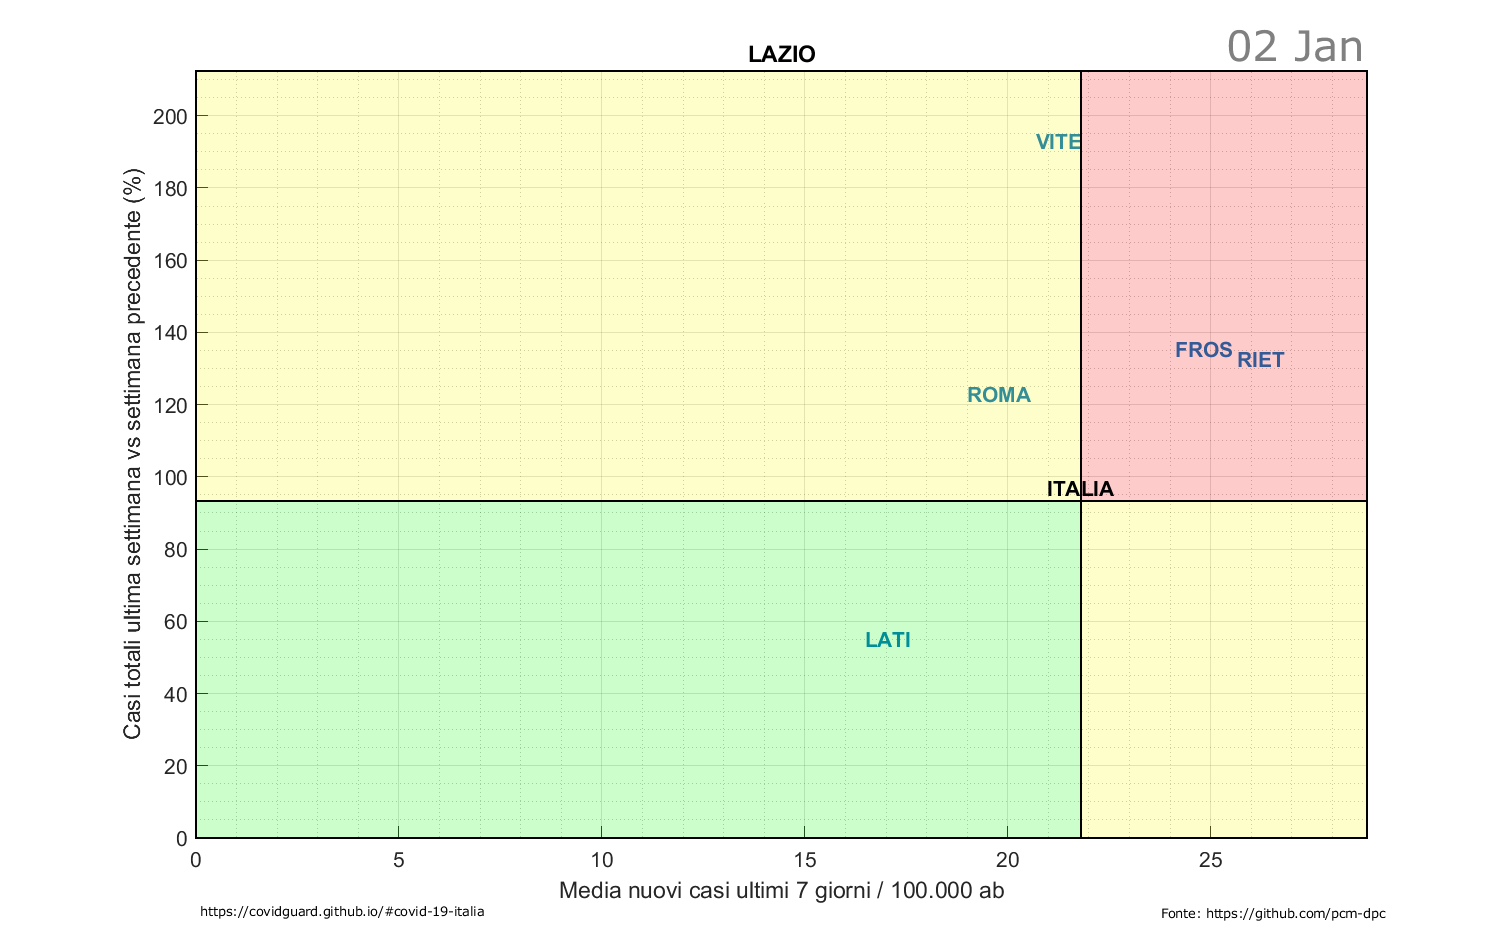 02 Jan
LAZIO
Casi totali ultima settimana vs settimana precedente (%)
200
180
160
140
120
100
80
60
40
20
0
VITE
FROS
RIET
ROMA
ITALIA
LATI
0 5 10 15 20 25
Media nuovi casi ultimi 7 giorni / 100.000 ab
https://covidguard.github.io/#covid-19-italia
Fonte: https://github.com/pcm-dpc